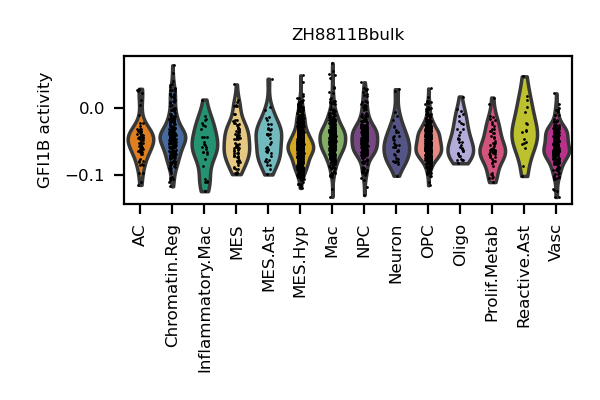 ZH8811Bbulk
GFI1B activity
0.0
−0.1
AC
Chromatin.Reg
Inflammatory.Mac
MES
MES.Ast
MES.Hyp
Mac
NPC
Neuron
OPC
Oligo
Prolif.Metab
Reactive.Ast
Vasc